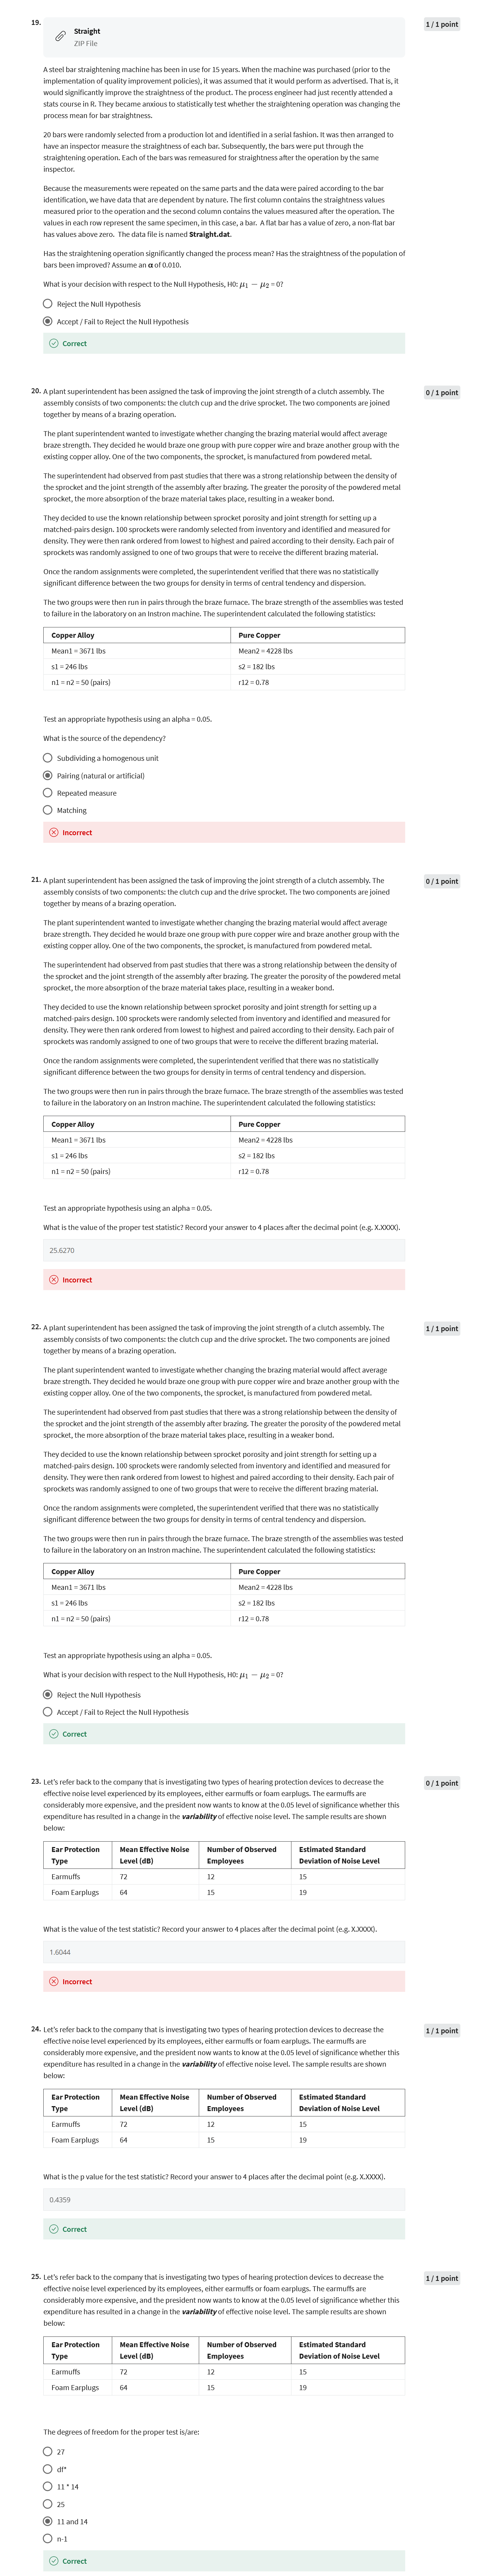 19.
Straight
ZIP File
1 / 1 point
A steel bar straightening machine has been in use for 15 years. When the machine was purchased (prior to the
implementation of quality improvement policies), it was assumed that it would perform as advertised. That is, it
would significantly improve the straightness of the product. The process engineer had just recently attended a
stats course in R. They became anxious to statistically test whether the straightening operation was changing the
process mean for bar straightness.
20 bars were randomly selected from a production lot and identified in a serial fashion. It was then arranged to
have an inspector measure the straightness of each bar. Subsequently, the bars were put through the
straightening operation. Each of the bars was remeasured for straightness after the operation by the same
inspector.
Because the measurements were repeated on the same parts and the data were paired according to the bar
identification, we have data that are dependent by nature. The first column contains the straightness values
measured prior to the operation and the second column contains the values measured after the operation. The
values in each row represent the same specimen, in this case, a bar. A flat bar has a value of zero, a non-flat bar
has values above zero. The data file is named Straight.dat.
Has the straightening operation significantly changed the process mean? Has the straightness of the population of
bars been improved? Assume an α of 0.010.
What is your decision with respect to the Null Hypothesis, H0: μ1 − μ2 = 0?
Reject the Null Hypothesis
Accept / Fail to Reject the Null Hypothesis
Correct
20. A plant superintendent has been assigned the task of improving the joint strength of a clutch assembly. The
0 / 1 point
assembly consists of two components: the clutch cup and the drive sprocket. The two components are joined
together by means of a brazing operation.
The plant superintendent wanted to investigate whether changing the brazing material would affect average
braze strength. They decided he would braze one group with pure copper wire and braze another group with the
existing copper alloy. One of the two components, the sprocket, is manufactured from powdered metal.
The superintendent had observed from past studies that there was a strong relationship between the density of
the sprocket and the joint strength of the assembly after brazing. The greater the porosity of the powdered metal
sprocket, the more absorption of the braze material takes place, resulting in a weaker bond.
They decided to use the known relationship between sprocket porosity and joint strength for setting up a
matched-pairs design. 100 sprockets were randomly selected from inventory and identified and measured for
density. They were then rank ordered from lowest to highest and paired according to their density. Each pair of
sprockets was randomly assigned to one of two groups that were to receive the different brazing material.
Once the random assignments were completed, the superintendent verified that there was no statistically
significant difference between the two groups for density in terms of central tendency and dispersion.
The two groups were then run in pairs through the braze furnace. The braze strength of the assemblies was tested
to failure in the laboratory on an Instron machine. The superintendent calculated the following statistics:
Copper Alloy Pure Copper
Mean1 = 3671 lbs Mean2 = 4228 lbs
s1 = 246 lbs s2 = 182 lbs
n1 = n2 = 50 (pairs) r12 = 0.78
Test an appropriate hypothesis using an alpha = 0.05.
What is the source of the dependency?
Subdividing a homogenous unit
Pairing (natural or artificial)
Repeated measure
Matching
Incorrect
21. A plant superintendent has been assigned the task of improving the joint strength of a clutch assembly. The
0 / 1 point
assembly consists of two components: the clutch cup and the drive sprocket. The two components are joined
together by means of a brazing operation.
The plant superintendent wanted to investigate whether changing the brazing material would affect average
braze strength. They decided he would braze one group with pure copper wire and braze another group with the
existing copper alloy. One of the two components, the sprocket, is manufactured from powdered metal.
The superintendent had observed from past studies that there was a strong relationship between the density of
the sprocket and the joint strength of the assembly after brazing. The greater the porosity of the powdered metal
sprocket, the more absorption of the braze material takes place, resulting in a weaker bond.
They decided to use the known relationship between sprocket porosity and joint strength for setting up a
matched-pairs design. 100 sprockets were randomly selected from inventory and identified and measured for
density. They were then rank ordered from lowest to highest and paired according to their density. Each pair of
sprockets was randomly assigned to one of two groups that were to receive the different brazing material.
Once the random assignments were completed, the superintendent verified that there was no statistically
significant difference between the two groups for density in terms of central tendency and dispersion.
The two groups were then run in pairs through the braze furnace. The braze strength of the assemblies was tested
to failure in the laboratory on an Instron machine. The superintendent calculated the following statistics:
Copper Alloy Pure Copper
Mean1 = 3671 lbs Mean2 = 4228 lbs
s1 = 246 lbs s2 = 182 lbs
n1 = n2 = 50 (pairs) r12 = 0.78
Test an appropriate hypothesis using an alpha = 0.05.
What is the value of the proper test statistic? Record your answer to 4 places after the decimal point (e.g. X.XXXX).
25.6270
Incorrect
22. A plant superintendent has been assigned the task of improving the joint strength of a clutch assembly. The
1 / 1 point
assembly consists of two components: the clutch cup and the drive sprocket. The two components are joined
together by means of a brazing operation.
The plant superintendent wanted to investigate whether changing the brazing material would affect average
braze strength. They decided he would braze one group with pure copper wire and braze another group with the
existing copper alloy. One of the two components, the sprocket, is manufactured from powdered metal.
The superintendent had observed from past studies that there was a strong relationship between the density of
the sprocket and the joint strength of the assembly after brazing. The greater the porosity of the powdered metal
sprocket, the more absorption of the braze material takes place, resulting in a weaker bond.
They decided to use the known relationship between sprocket porosity and joint strength for setting up a
matched-pairs design. 100 sprockets were randomly selected from inventory and identified and measured for
density. They were then rank ordered from lowest to highest and paired according to their density. Each pair of
sprockets was randomly assigned to one of two groups that were to receive the different brazing material.
Once the random assignments were completed, the superintendent verified that there was no statistically
significant difference between the two groups for density in terms of central tendency and dispersion.
The two groups were then run in pairs through the braze furnace. The braze strength of the assemblies was tested
to failure in the laboratory on an Instron machine. The superintendent calculated the following statistics:
Copper Alloy Pure Copper
Mean1 = 3671 lbs Mean2 = 4228 lbs
s1 = 246 lbs s2 = 182 lbs
n1 = n2 = 50 (pairs) r12 = 0.78
Test an appropriate hypothesis using an alpha = 0.05.
What is your decision with respect to the Null Hypothesis, H0: μ1 − μ2 = 0?
Reject the Null Hypothesis
Accept / Fail to Reject the Null Hypothesis
Correct
23. Let's refer back to the company that is investigating two types of hearing protection devices to decrease the
0 / 1 point
effective noise level experienced by its employees, either earmuffs or foam earplugs. The earmuffs are
considerably more expensive, and the president now wants to know at the 0.05 level of significance whether this
expenditure has resulted in a change in the variability of effective noise level. The sample results are shown
below:
Ear Protection Type Mean Effective Noise Level (dB) Number of Observed Employees Estimated Standard Deviation of Noise Level
Earmuffs 72 12 15
Foam Earplugs 64 15 19
What is the value of the test statistic? Record your answer to 4 places after the decimal point (e.g. X.XXXX).
1.6044
Incorrect
24. Let's refer back to the company that is investigating two types of hearing protection devices to decrease the
1 / 1 point
effective noise level experienced by its employees, either earmuffs or foam earplugs. The earmuffs are
considerably more expensive, and the president now wants to know at the 0.05 level of significance whether this
expenditure has resulted in a change in the variability of effective noise level. The sample results are shown
below:
Ear Protection Type Mean Effective Noise Level (dB) Number of Observed Employees Estimated Standard Deviation of Noise Level
Earmuffs 72 12 15
Foam Earplugs 64 15 19
What is the p value for the test statistic? Record your answer to 4 places after the decimal point (e.g. X.XXXX).
0.4359
Correct
25. Let's refer back to the company that is investigating two types of hearing protection devices to decrease the
1 / 1 point
effective noise level experienced by its employees, either earmuffs or foam earplugs. The earmuffs are
considerably more expensive, and the president now wants to know at the 0.05 level of significance whether this
expenditure has resulted in a change in the variability of effective noise level. The sample results are shown
below:
Ear Protection Type Mean Effective Noise Level (dB) Number of Observed Employees Estimated Standard Deviation of Noise Level
Earmuffs 72 12 15
Foam Earplugs 64 15 19
The degrees of freedom for the proper test is/are:
27
df*
11 * 14
25
11 and 14
n-1
Correct